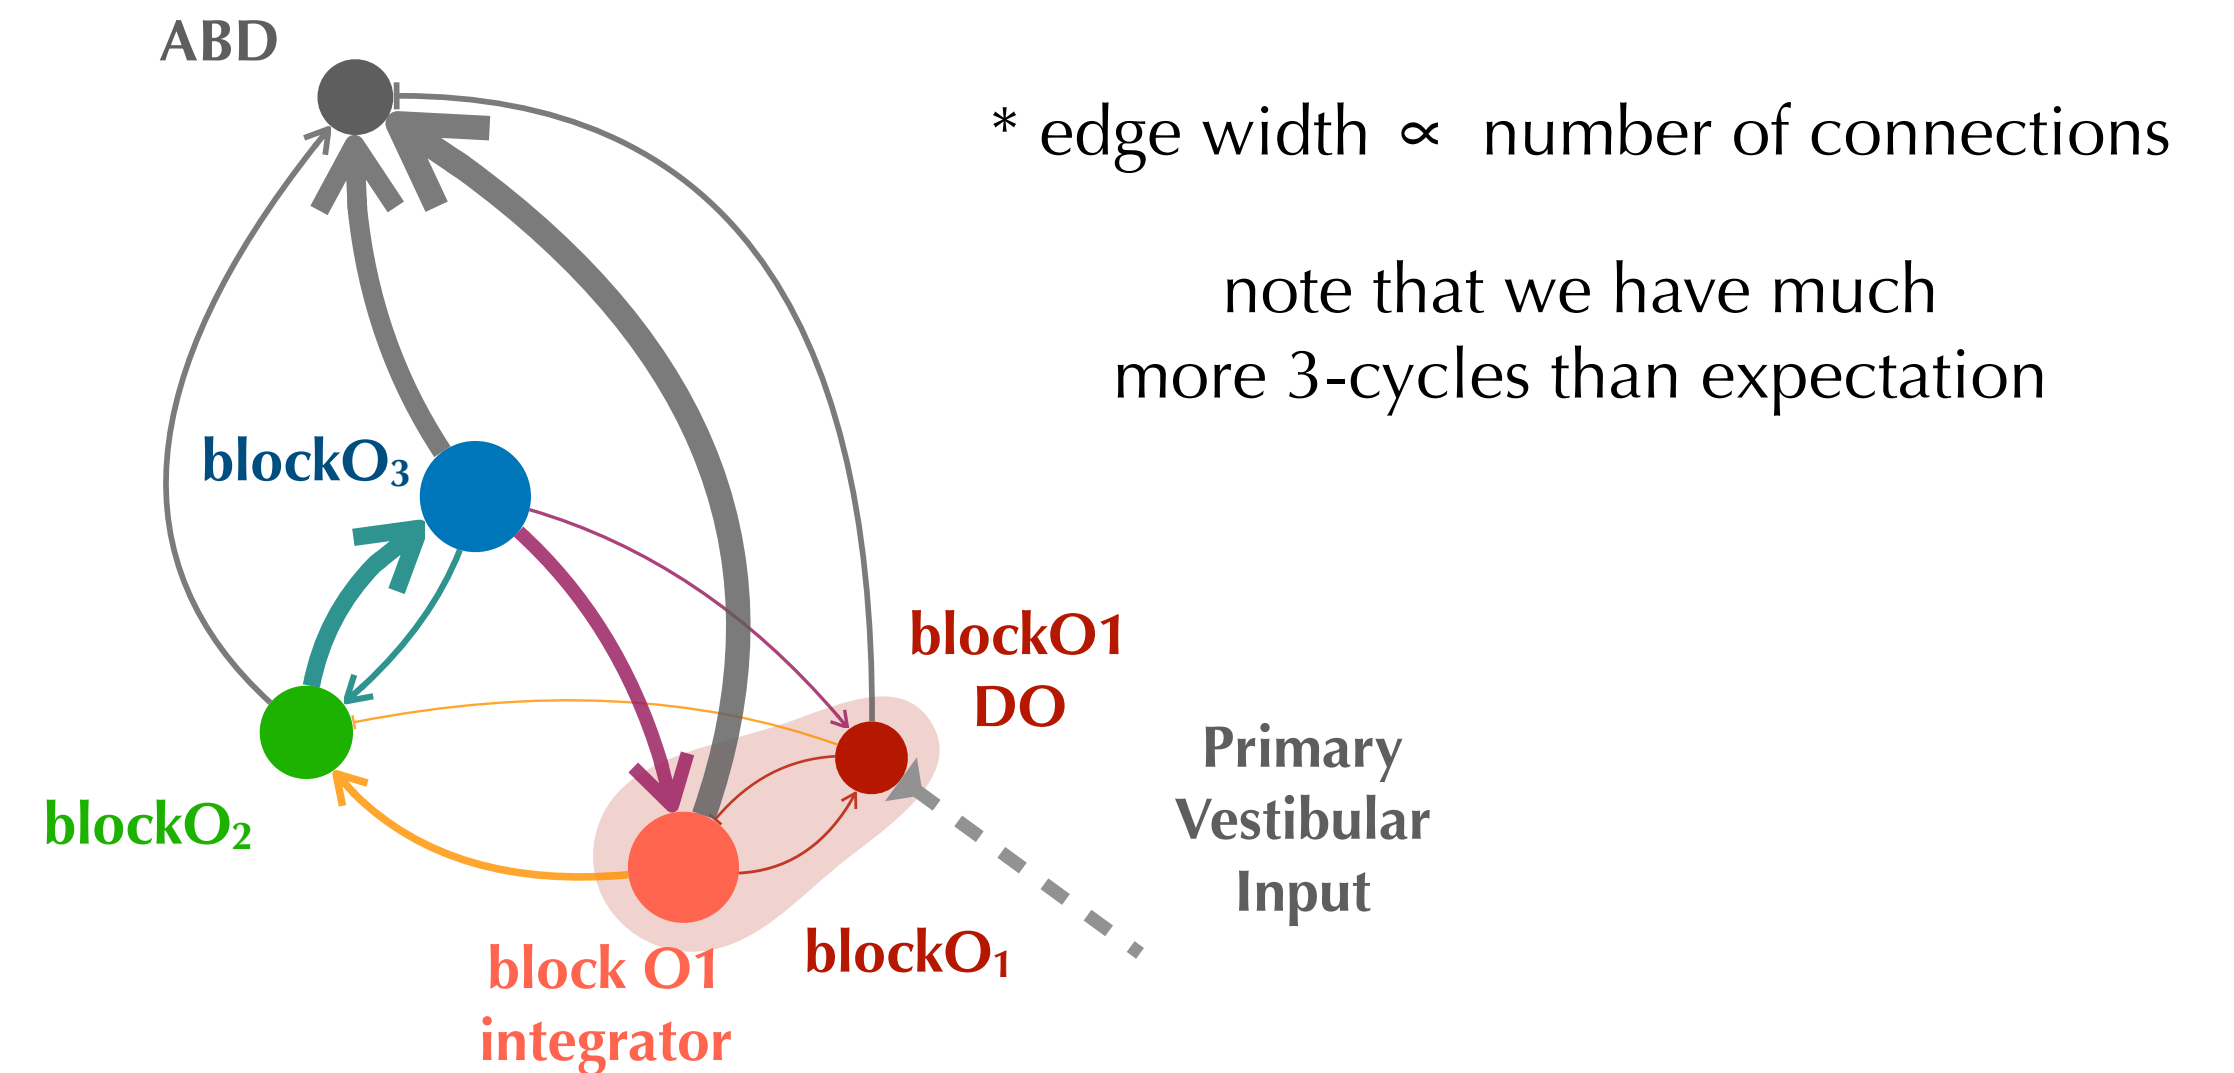 ABD
* edge width ∝ number of connections
note that we have much
more 3-cycles than expectation
blockO₃
blockO1
DO
Primary
Vestibular
Input
blockO₂
blockO₁
block O1
integrator